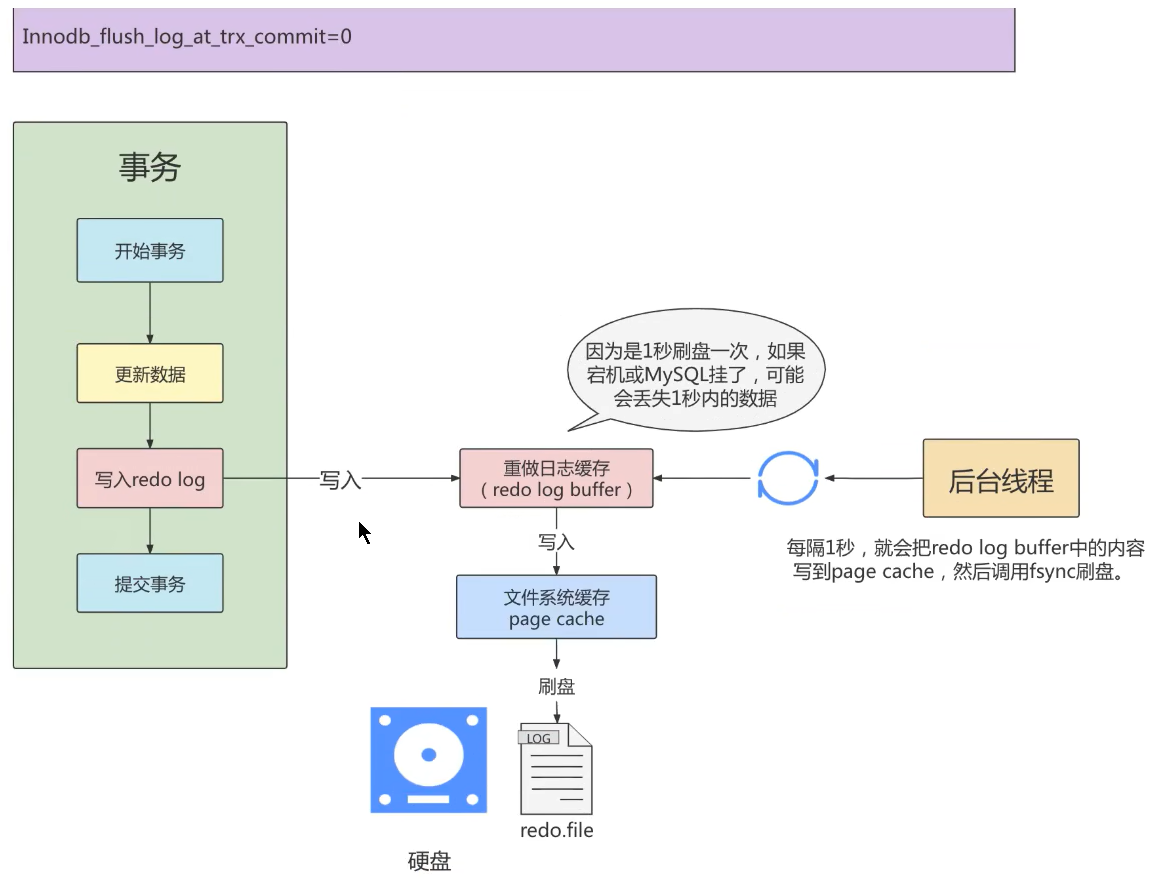 Innodb_flush_log_at_trx_commit=0
事务
开始事务
更新数据
写入redo log
提交事务
写入
因为是1秒刷盘一次，如果
宕机或MySQL挂了，可能
会丢失1秒内的数据
重做日志缓存
（redo log buffer）
写入
文件系统缓存
page cache
刷盘
LOG
redo.file
硬盘
后台线程
每隔1秒，就会把redo log buffer中的内容
写到page cache，然后调用fsync刷盘。